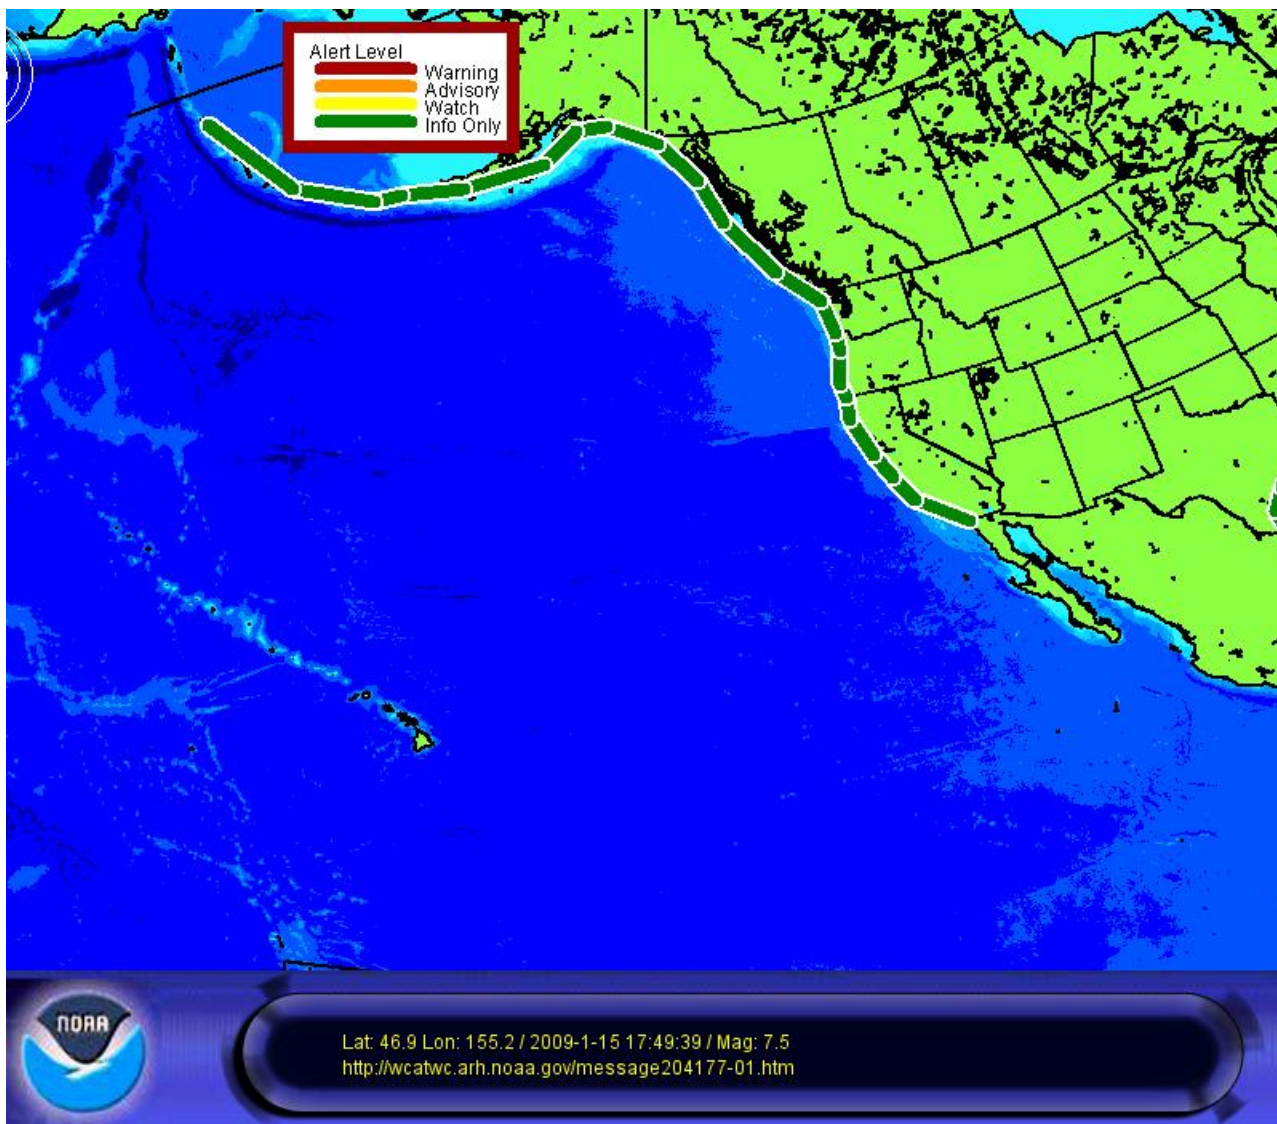 Alert Level
Warning
Advisory
Watch
Info Only
NOAA
Lat: 46.9 Lon: 155.2 / 2009-1-15 17:49:39 / Mag: 7.5
http://wcatwc.arh.noaa.gov/message204177-01.htm